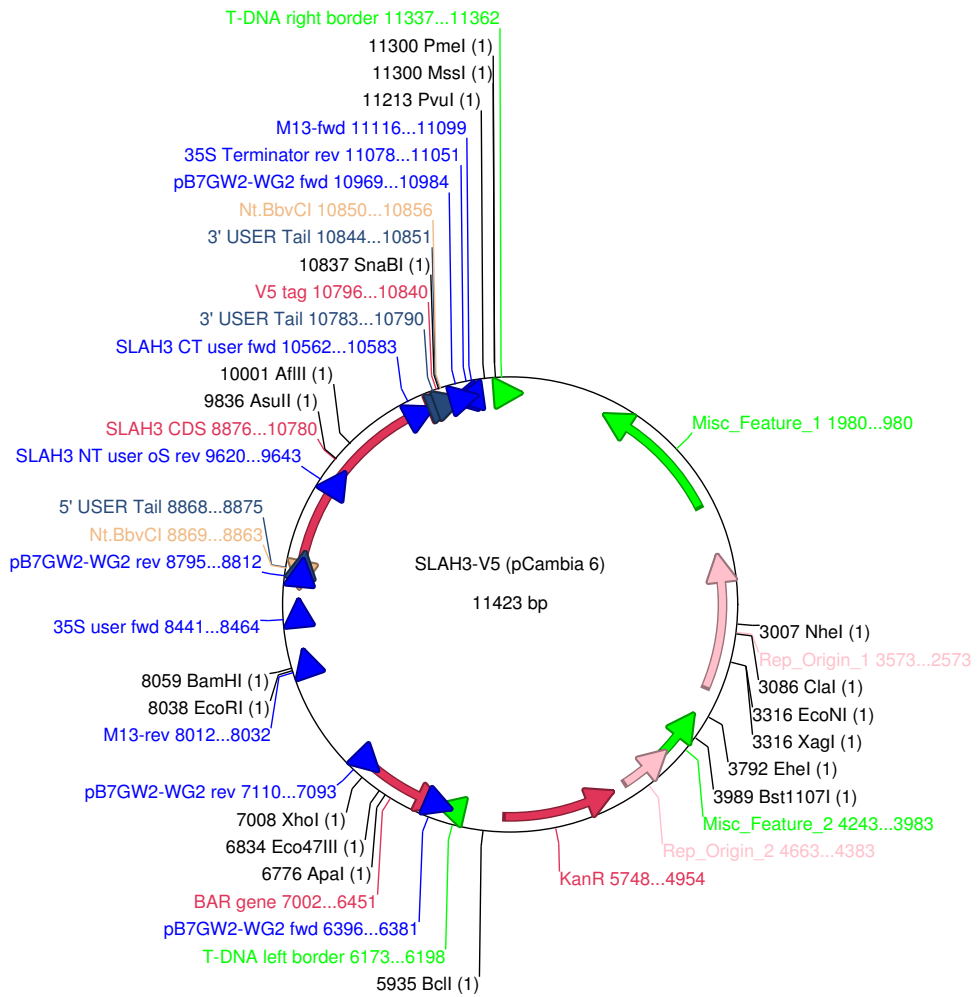 T-DNA right border 11337...11362
11300 PmeI (1)
11300 MssI (1)
11213 PvuI (1)
M13-fwd 11116...11099
35S Terminator rev 11078...11051
pB7GW2-WG2 fwd 10969...10984
Nt.BbvCI 10850...10856
3' USER Tail 10844...10851
10837 SnaBI (1)
V5 tag 10796...10840
3' USER Tail 10783...10790
SLAH3 CT user fwd 10562...10583
10001 AflII (1)
9836 AsuII (1)
SLAH3 CDS 8876...10780
SLAH3 NT user oS rev 9620...9643
5' USER Tail 8868...8875
Nt.BbvCI 8869...8863
pB7GW2-WG2 rev 8795...8812
35S user fwd 8441...8464
8059 BamHI (1)
8038 EcoRI (1)
M13-rev 8012...8032
pB7GW2-WG2 rev 7110...7093
7008 XhoI (1)
6834 Eco47III (1)
6776 ApaI (1)
BAR gene 7002...6451
pB7GW2-WG2 fwd 6396...6381
T-DNA left border 6173...6198
5935 BclI (1)
SLAH3-V5 (pCambia 6)
11423 bp
Misc_Feature_1 1980...980
3007 NheI (1)
Rep_Origin_1 3573...2573
3086 ClaI (1)
3316 EcoNI (1)
3316 XagI (1)
3792 EheI (1)
3989 Bst1107I (1)
Misc_Feature_2 4243...3983
Rep_Origin_2 4663...4383
KanR 5748...4954